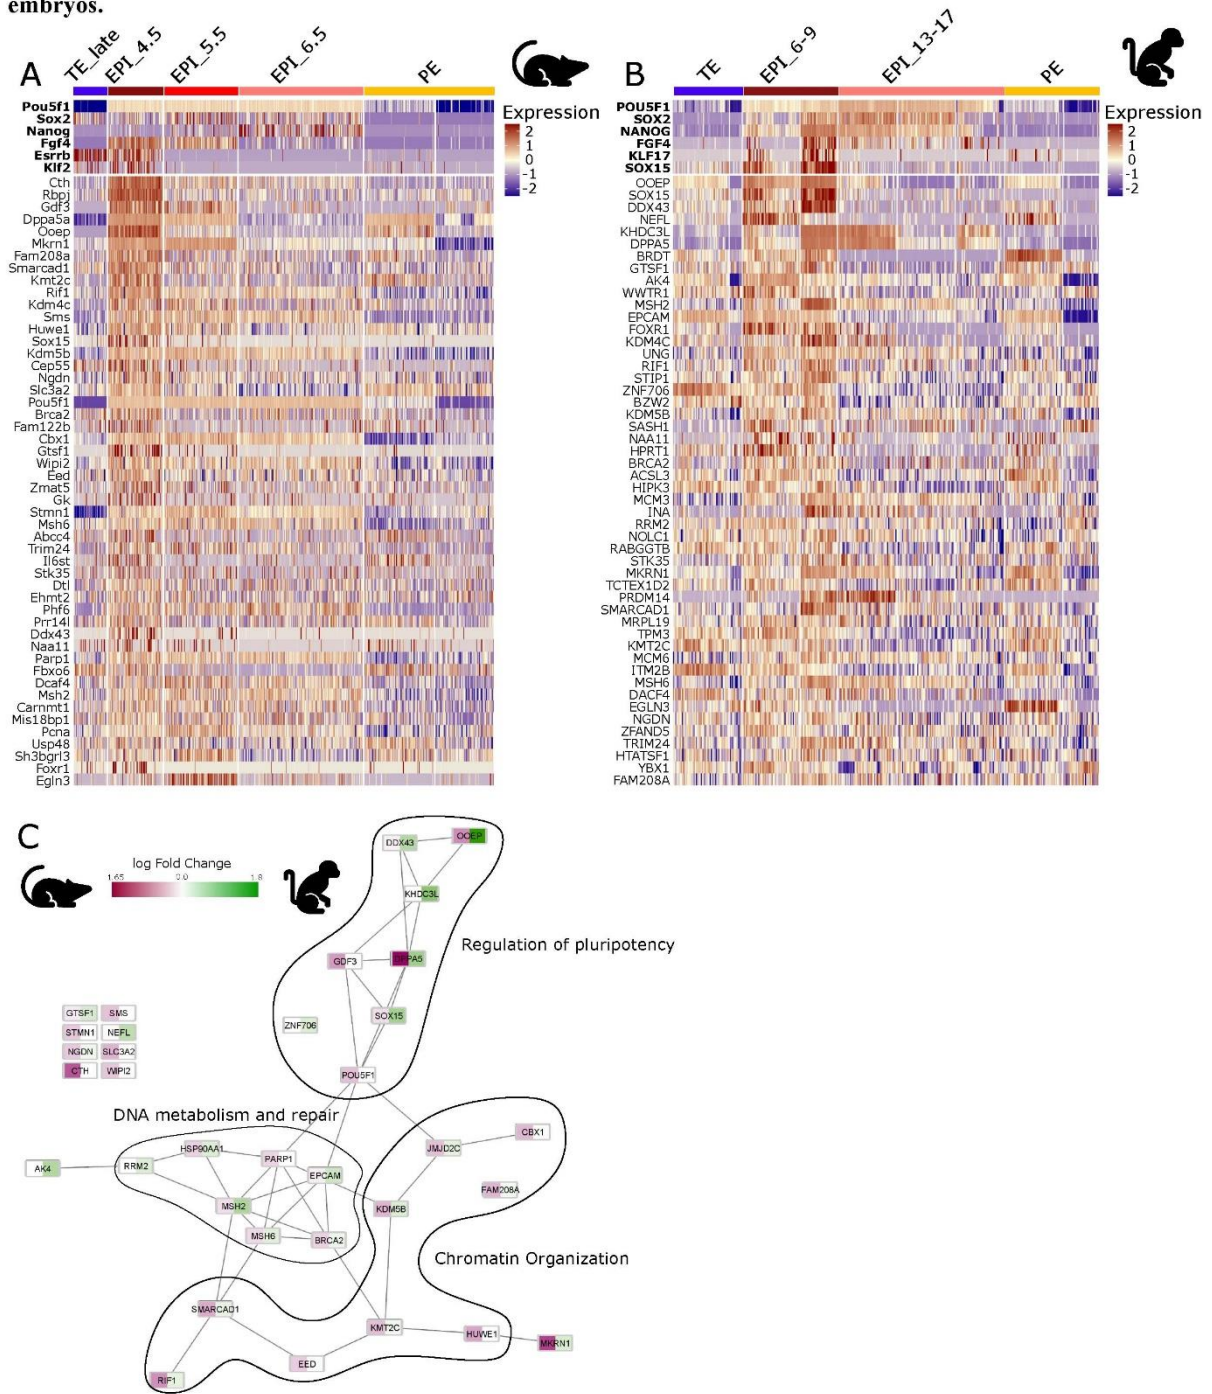 embryos.
A
TE_late
EPI_4.5
EPI_5.5
EPI_6.5
PE
Expression
2
1
0
-1
-2
Pou5f1
Sox2
Nanog
Fgf4
Esrrb
Klf2
Cth
Rbpj
Gdf3
Dppa5a
Ooep
Mkrn1
Fam208a
Smarcad1
Kmt2c
Rif1
Kdm4c
Sms
Huwe1
Sox15
Kdm5b
Cep55
Ngdn
Slc3a2
Pou5f1
Brca2
Fam122b
Cbx1
Gtsf1
Wipi2
Eed
Zmat5
Gk
Stmn1
Msh6
Abcc4
Trim24
Il6st
Stk35
Dtl
Ehmt2
Phf6
Prr14l
Ddx43
Naa11
Parp1
Fbxo6
Dcaf4
Msh2
Carnmt1
Mis18bp1
Pcna
Usp48
Sh3bgrl3
Foxr1
Egln3
B
TE
EPI_6-9
EPI_13-17
PE
Expression
2
1
0
-1
-2
POU5F1
SOX2
NANOG
FGF4
KLF17
SOX15
OOEP
SOX15
DDX43
NEFL
KHDC3L
DPPA5
BRDT
GTSF1
AK4
WWTR1
MSH2
EPCAM
FOXR1
KDM4C
UNG
RIF1
STIP1
ZNF706
BZW2
KDM5B
SASH1
NAA11
HPRT1
BRCA2
ACSL3
HIPK3
MCM3
INA
RRM2
NOLC1
RABGGTB
STK35
MKRN1
TCTEX1D2
PRDM14
SMARCAD1
MRPL19
TPM3
KMT2C
MCM6
ITM2B
MSH6
DACF4
EGLN3
NGDN
ZFAND5
TRIM24
HTATSF1
YBX1
FAM208A
C
log Fold Change
1.65 0.0 1.8
DDX43
OOEP
KHDC3L
Regulation of pluripotency
GDF3
DPPA5
SOX15
ZNF706
POU5F1
GTSF1 SMS
STMN1 NEFL
NGDN SLC3A2
CTH WIPI2
DNA metabolism and repair
HSP90AA1
PARP1
AK4
RRM2
EPCAM
MSH2
MSH6
BRCA2
CBX1
JMJD2C
FAM208A
KDM5B
Chromatin Organization
SMARCAD1
KMT2C
HUWE1
MKRN1
EED
RIF1